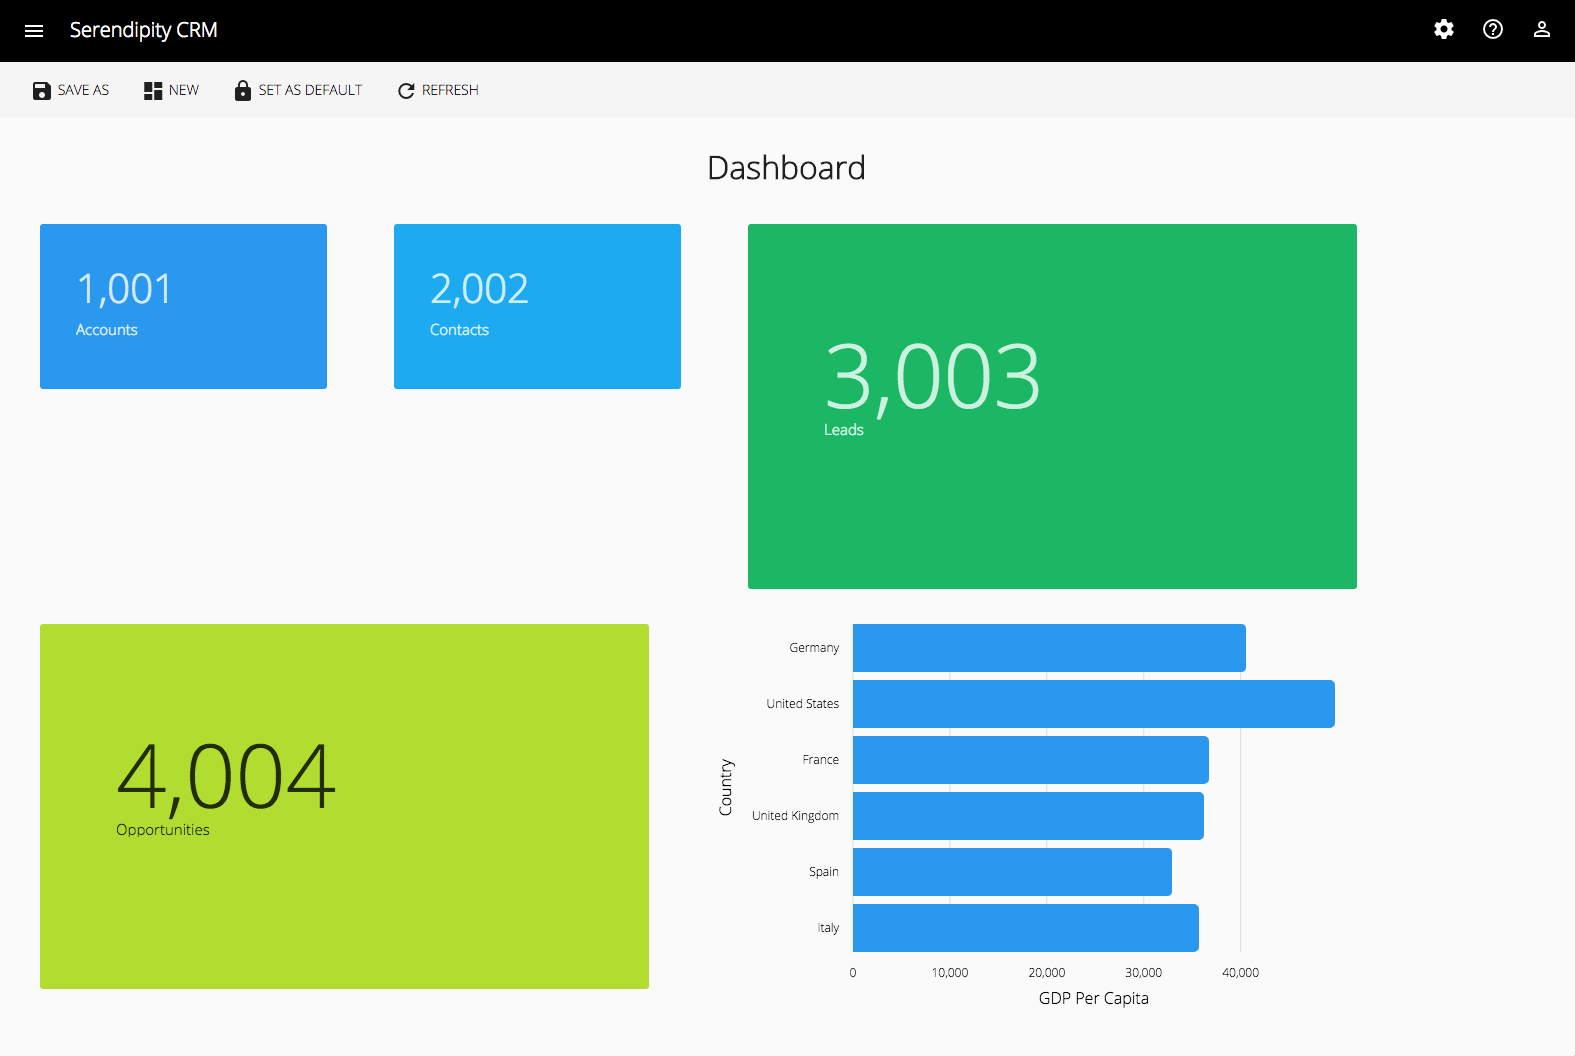 Serendipity CRM
SAVE AS
NEW
SET AS DEFAULT
REFRESH
Dashboard
1,001
Accounts
2,002
Contacts
3,003
Leads
4,004
Opportunities
Country
Germany
United States
France
United Kingdom
Spain
Italy
0 10,000 20,000 30,000 40,000
GDP Per Capita